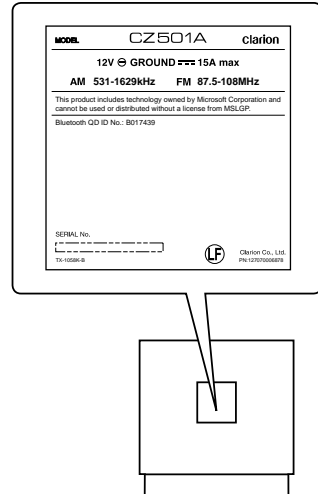 MODEL CZ501A clarion
12V ⊖ GROUND ⎓ 15A max
AM 531-1629kHz FM 87.5-108MHz
This product includes technology owned by Microsoft Corporation and
cannot be used or distributed without a license from MSLGP.
Bluetooth QD ID No.: B017439
SERIAL No.
TX-1058K-B
LF
Clarion Co., Ltd.
PN:127070006878